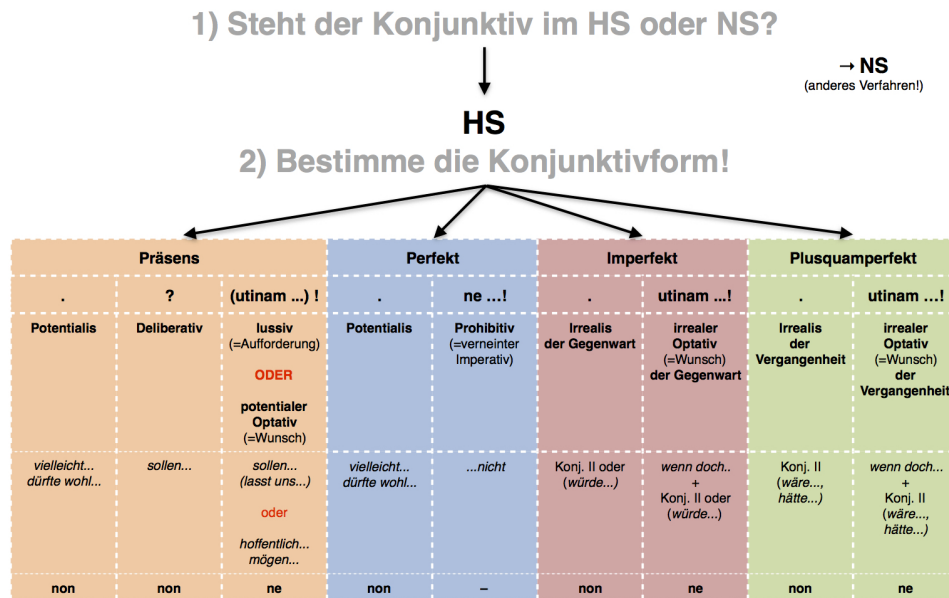 1) Steht der Konjunktiv im HS oder NS?
→ NS
(anderes Verfahren!)
HS
2) Bestimme die Konjunktivform!
Präsens
Perfekt
Imperfekt
Plusquamperfekt
.
?
(utinam ...) !
.
ne …!
.
utinam ...!
.
utinam …!
Potentialis
Deliberativ
Iussiv
(=Aufforderung)
ODER
potentialer
Optativ
(=Wunsch)
Potentialis
Prohibitiv
(=verneinter
Imperativ)
Irrealis
der Gegenwart
irrealer
Optativ
(=Wunsch)
der Gegenwart
Irrealis
der
Vergangenheit
irrealer
Optativ
(=Wunsch)
der
Vergangenheit
vielleicht...
dürfte wohl...
sollen...
sollen...
(lasst uns...)
oder
hoffentlich...
mögen...
vielleicht...
dürfte wohl...
...nicht
Konj. II oder
(würde...)
wenn doch..
+
Konj. II oder
(würde...)
Konj. II
(wäre...,
hätte...)
wenn doch...
+
Konj. II
(wäre...,
hätte...)
non
non
ne
non
–
non
ne
non
ne